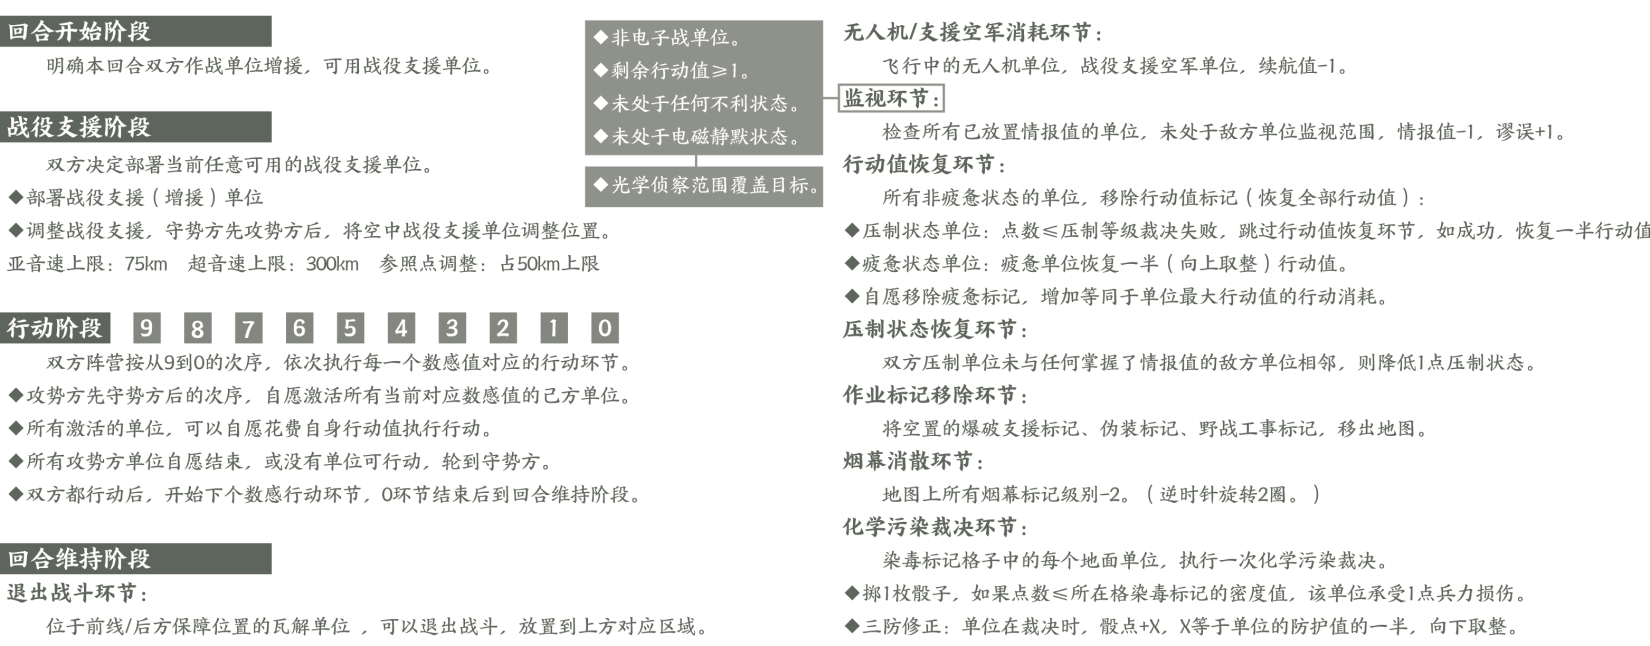 回合开始阶段
明确本回合双方作战单位增援，可用战役支援单位。
战役支援阶段
双方决定部署当前任意可用的战役支援单位。
◆部署战役支援（增援）单位
◆调整战役支援，守势方先攻势方后，将空中战役支援单位调整位置。
亚音速上限：75km 超音速上限：300km 参照点调整：占50km上限
行动阶段 9 8 7 6 5 4 3 2 1 0
双方阵营按从9到0的次序，依次执行每一个数感值对应的行动环节。
◆攻势方先守势方后的次序，自愿激活所有当前对应数感值的己方单位。
◆所有激活的单位，可以自愿花费自身行动值执行行动。
◆所有攻势方单位自愿结束，或没有单位可行动，轮到守势方。
◆双方都行动后，开始下个数感行动环节，0环节结束后到回合维持阶段。
回合维持阶段
退出战斗环节：
位于前线/后方保障位置的瓦解单位 ，可以退出战斗，放置到上方对应区域。
◆非电子战单位。
◆剩余行动值≥1。
◆未处于任何不利状态。
◆未处于电磁静默状态。
◆光学侦察范围覆盖目标。
无人机/支援空军消耗环节：
飞行中的无人机单位，战役支援空军单位，续航值-1。
监视环节：
检查所有已放置情报值的单位，未处于敌方单位监视范围，情报值-1，谬误+1。
行动值恢复环节：
所有非疲惫状态的单位，移除行动值标记（恢复全部行动值）：
◆压制状态单位：点数≤压制等级裁决失败，跳过行动值恢复环节，如成功，恢复一半行动值
◆疲惫状态单位：疲惫单位恢复一半（向上取整）行动值。
◆自愿移除疲惫标记，增加等同于单位最大行动值的行动消耗。
压制状态恢复环节：
双方压制单位未与任何掌握了情报值的敌方单位相邻，则降低1点压制状态。
作业标记移除环节：
将空置的爆破支援标记、伪装标记、野战工事标记，移出地图。
烟幕消散环节：
地图上所有烟幕标记级别-2。（逆时针旋转2圈。）
化学污染裁决环节：
染毒标记格子中的每个地面单位，执行一次化学污染裁决。
◆掷1枚骰子，如果点数≤所在格染毒标记的密度值，该单位承受1点兵力损伤。
◆三防修正：单位在裁决时，骰点+X，X等于单位的防护值的一半，向下取整。